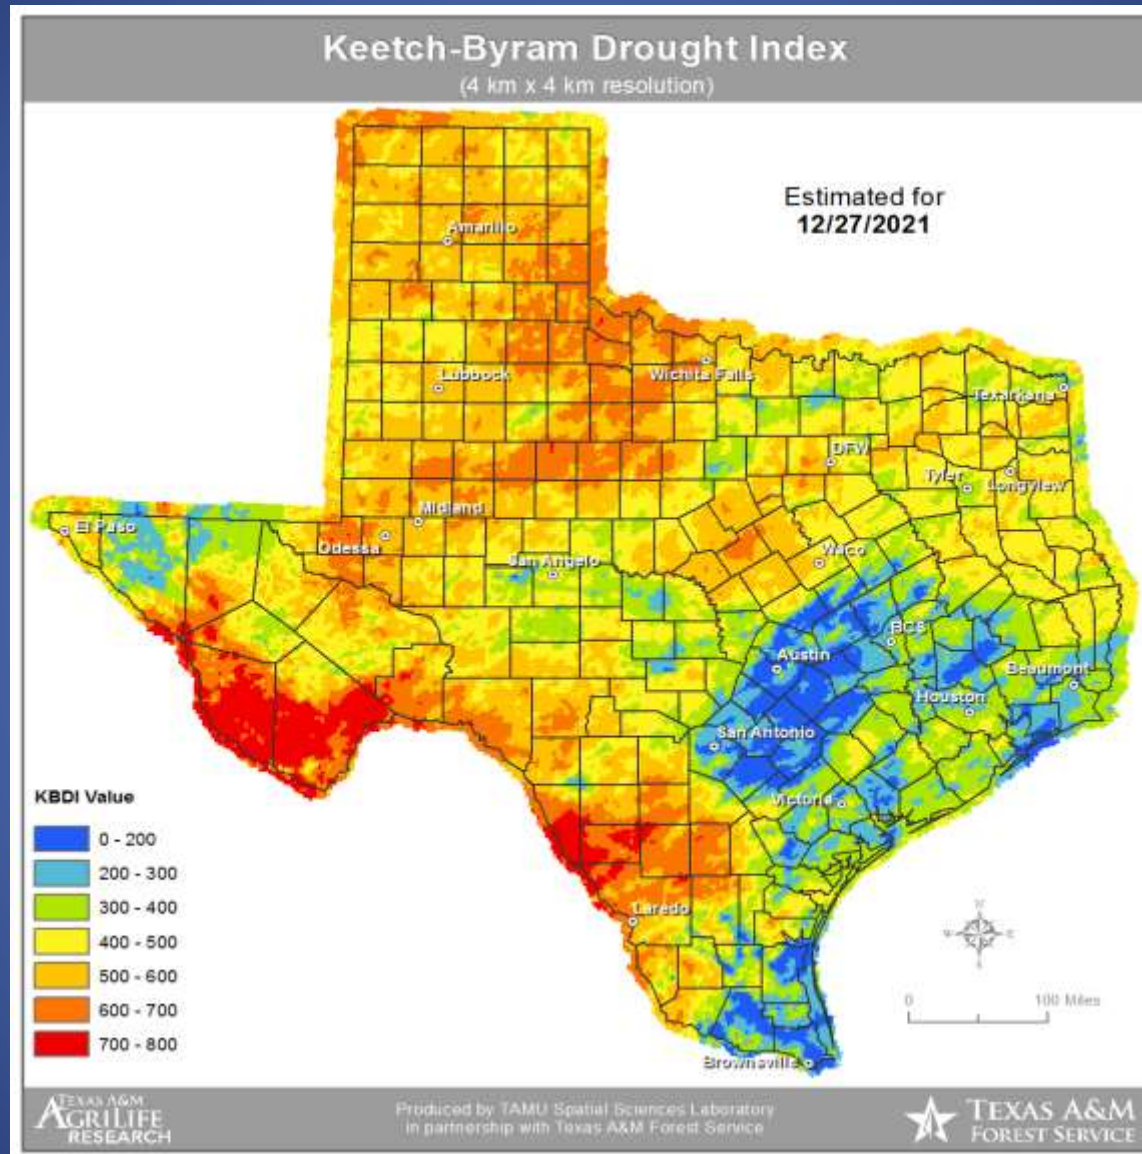 Keetch-Byram Drought Index
(4 km x 4 km resolution)
Estimated for
12/27/2021
Amarillo
Lubbock
Wichita Falls
Texarkana
DFW
Tyler
Longview
Midland
El Paso
Odessa
San Angelo
Waco
BCS
Austin
Beaumont
Houston
San Antonio
KBDI Value
Victoria
0 - 200
200 - 300
300 - 400
400 - 500
500 - 600
600 - 700
700 - 800
Laredo
N
W
E
S
0 100 Miles
Brownsville
TEXAS A&M
AGRILIFE
RESEARCH
Produced by TAMU Spatial Sciences Laboratory
in partnership with Texas A&M Forest Service
TEXAS A&M
FOREST SERVICE